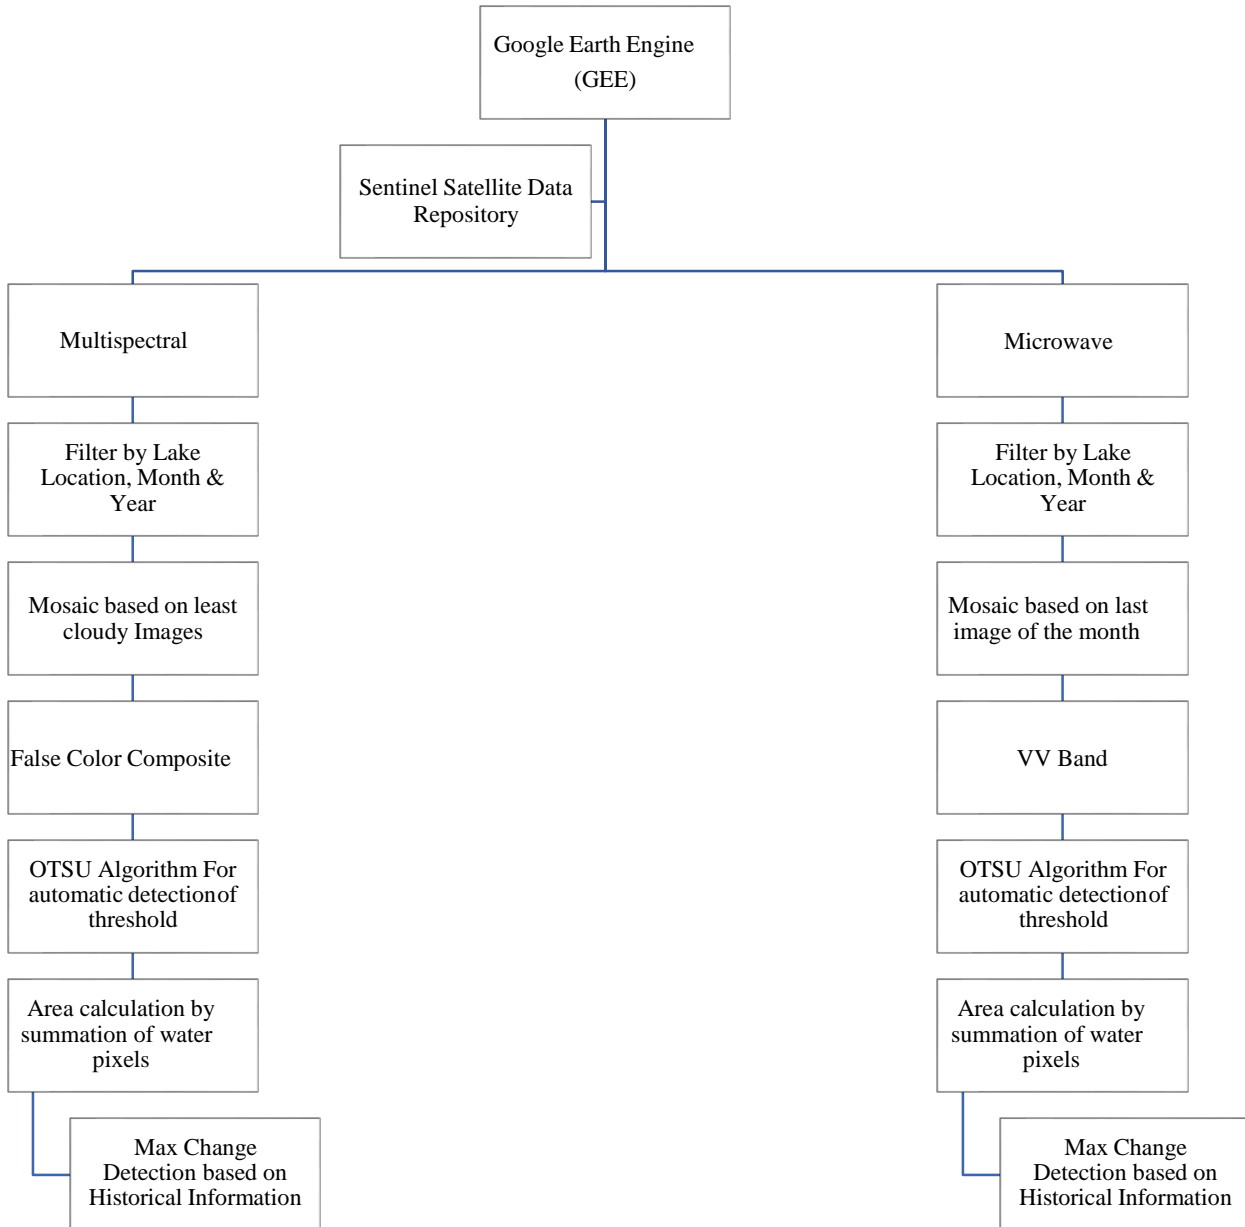 Google Earth Engine
(GEE)
Sentinel Satellite Data
Repository
Multispectral
Filter by Lake
Location, Month &
Year
Mosaic based on least
cloudy Images
False Color Composite
OTSU Algorithm For
automatic detection of
threshold
Area calculation by
summation of water
pixels
Max Change
Detection based on
Historical Information
Microwave
Filter by Lake
Location, Month &
Year
Mosaic based on last
image of the month
VV Band
OTSU Algorithm For
automatic detection of
threshold
Area calculation by
summation of water
pixels
Max Change
Detection based on
Historical Information